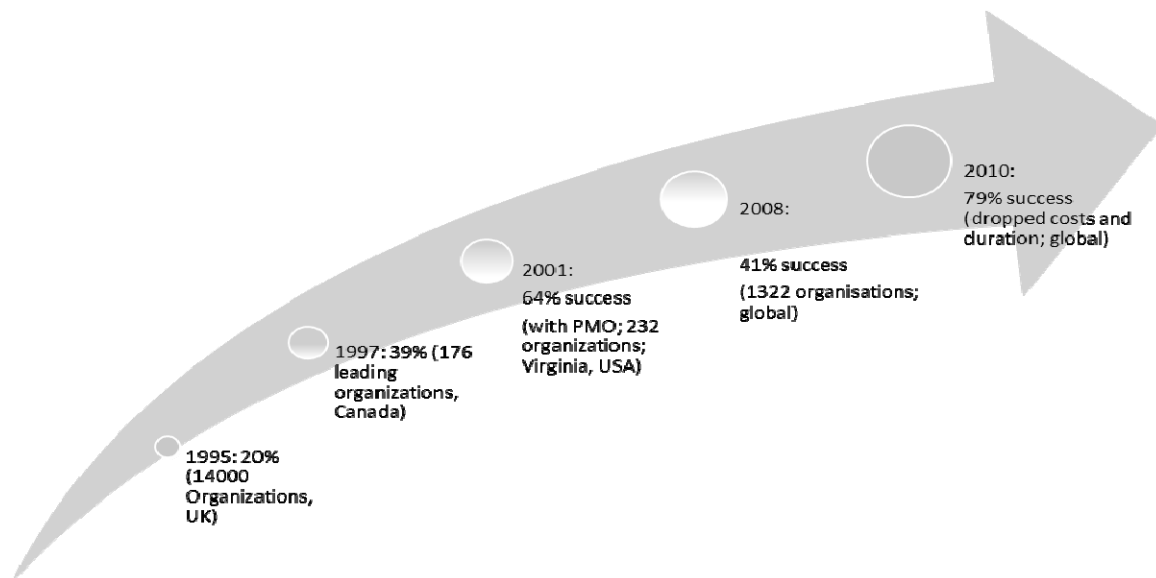 1995: 20%
(14000
Organizations,
UK)
1997: 39% (176
leading
organizations,
Canada)
2001:
64% success
(with PMO; 232
organizations;
Virginia, USA)
2008:
41% success
(1322 organisations;
global)
2010:
79% success
(dropped costs and
duration; global)